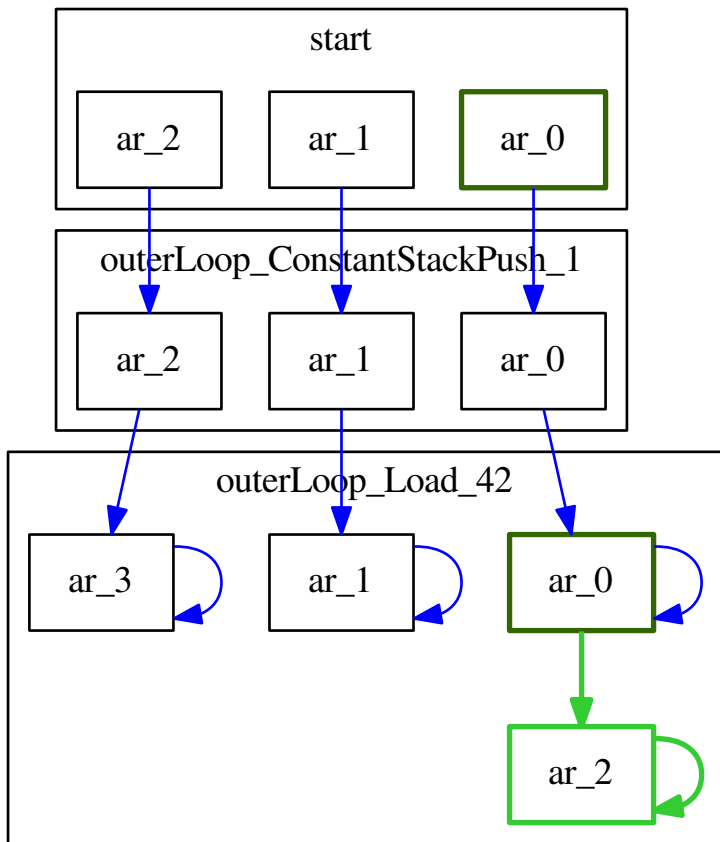 start
ar_2 ar_1 ar_0
outerLoop_ConstantStackPush_1
ar_2 ar_1 ar_0
outerLoop_Load_42
ar_3 ar_1 ar_0
ar_2